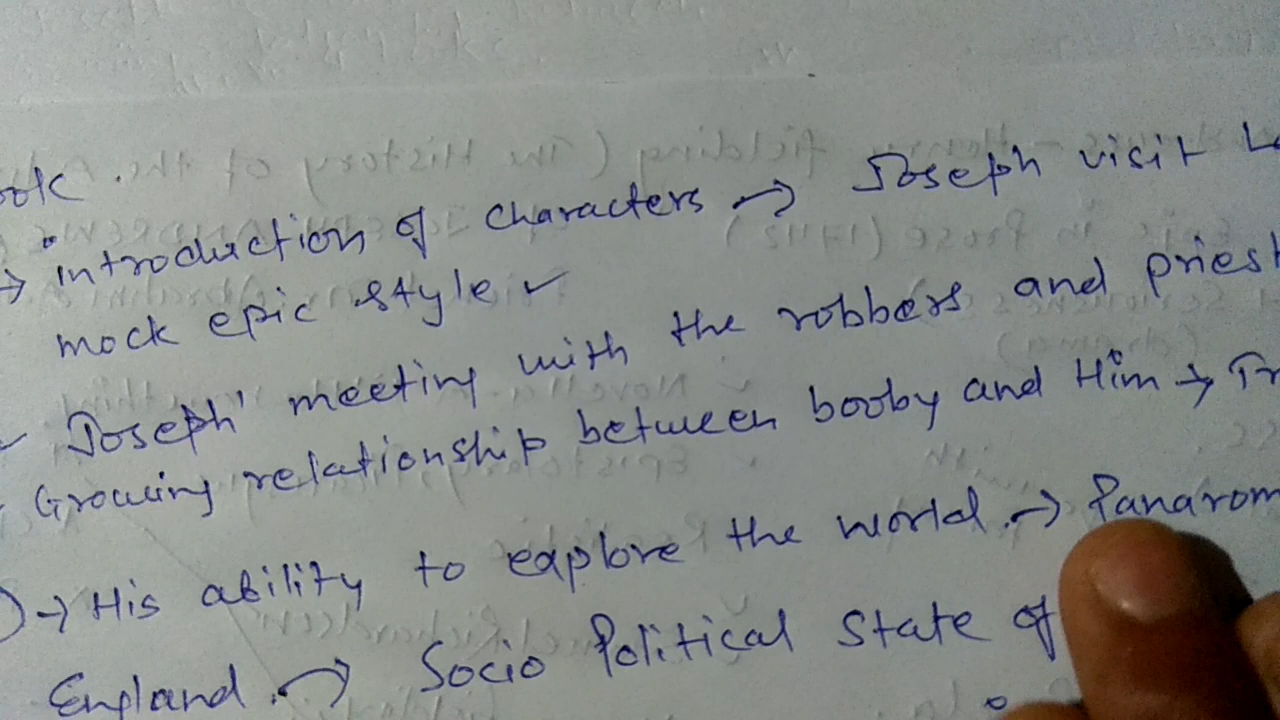 → introduction of characters → Joseph visit
mock epic style ✓
Joseph' meeting with the robbers and priest
Growing relationship between booby and Him →
→ His ability to explore the world. → Panarom
England. → Socio Political State of